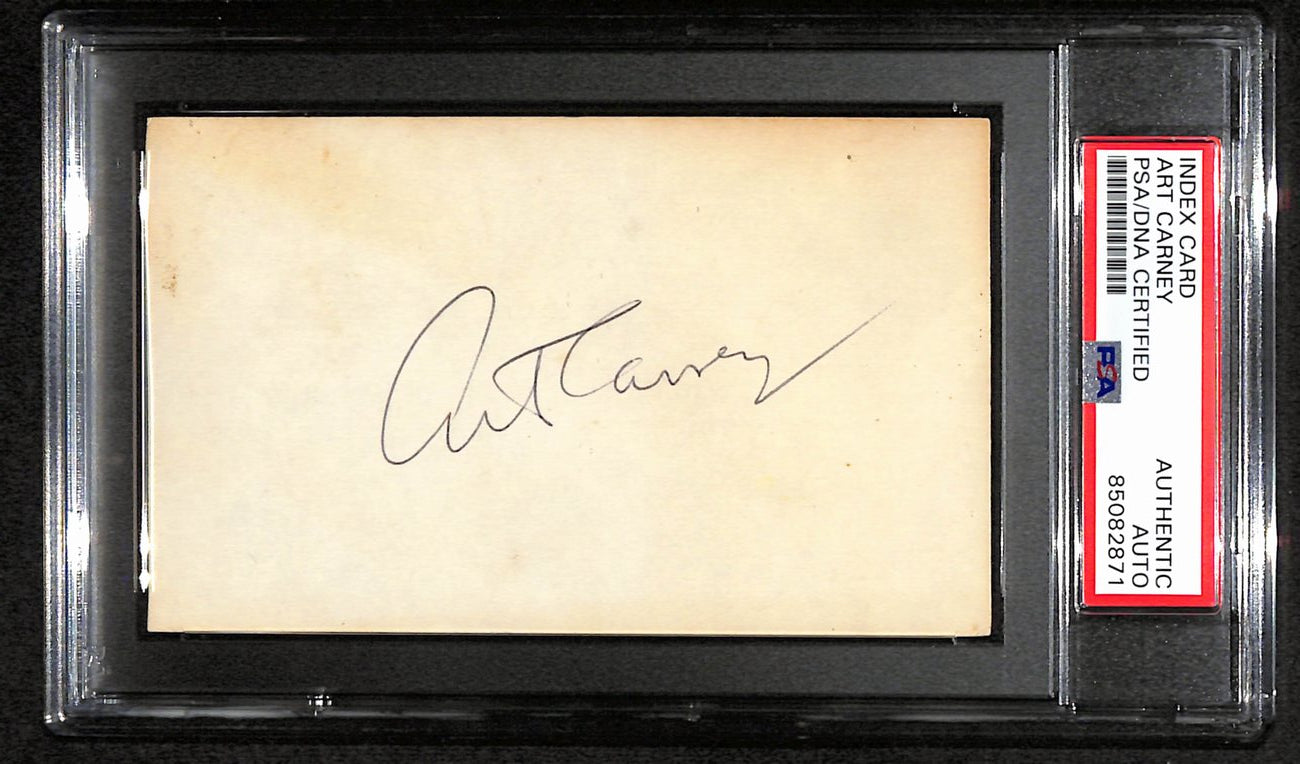 Art Carney
INDEX CARD
ART CARNEY
PSA/DNA CERTIFIED
PSA
AUTHENTIC
AUTO
85082871